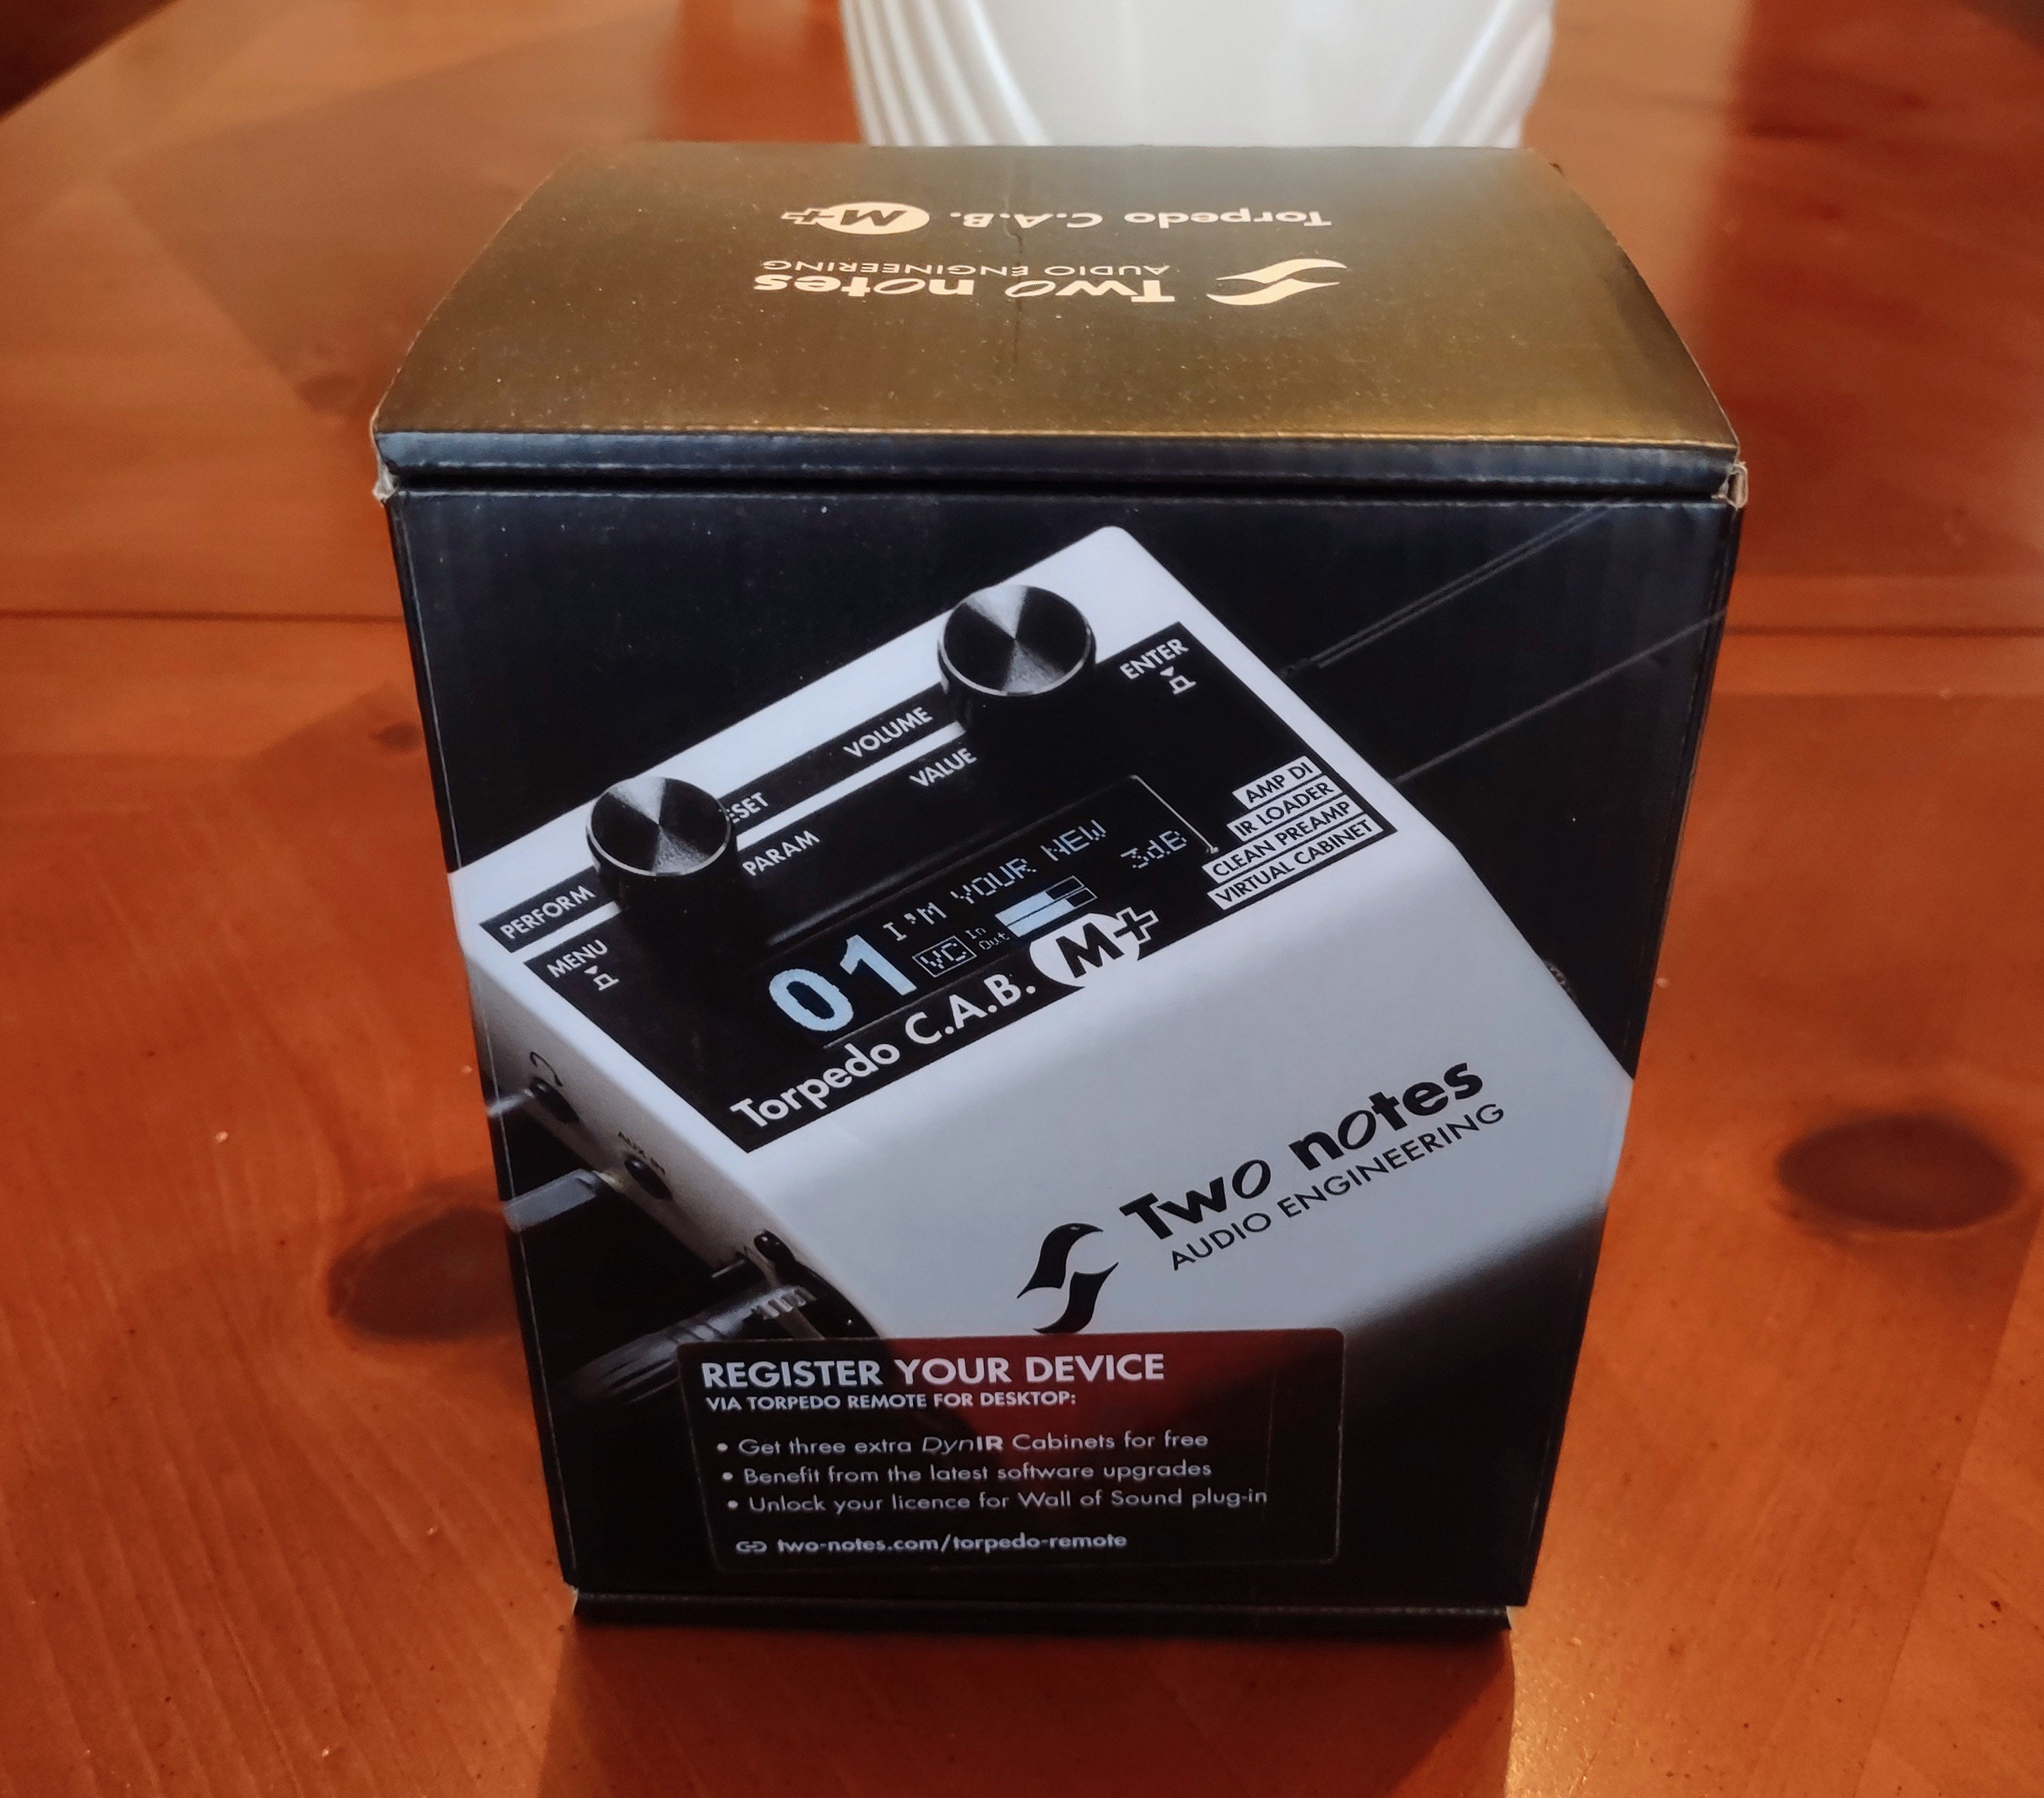 Torpedo C.A.B. M+
Two notes
AUDIO ENGINEERING
VOLUME
ENTER
VALUE
PERFORM
PARAM
MENU
AMP DI
IR LOADER
CLEAN PREAMP
VIRTUAL CABINET
01
I'M YOUR NEW
VC
In
Out
3dB
Torpedo C.A.B. M+
AUX IN
Two notes
AUDIO ENGINEERING
REGISTER YOUR DEVICE
VIA TORPEDO REMOTE FOR DESKTOP:
• Get three extra DynIR Cabinets for free
• Benefit from the latest software upgrades
• Unlock your licence for Wall of Sound plug-in
two-notes.com/torpedo-remote